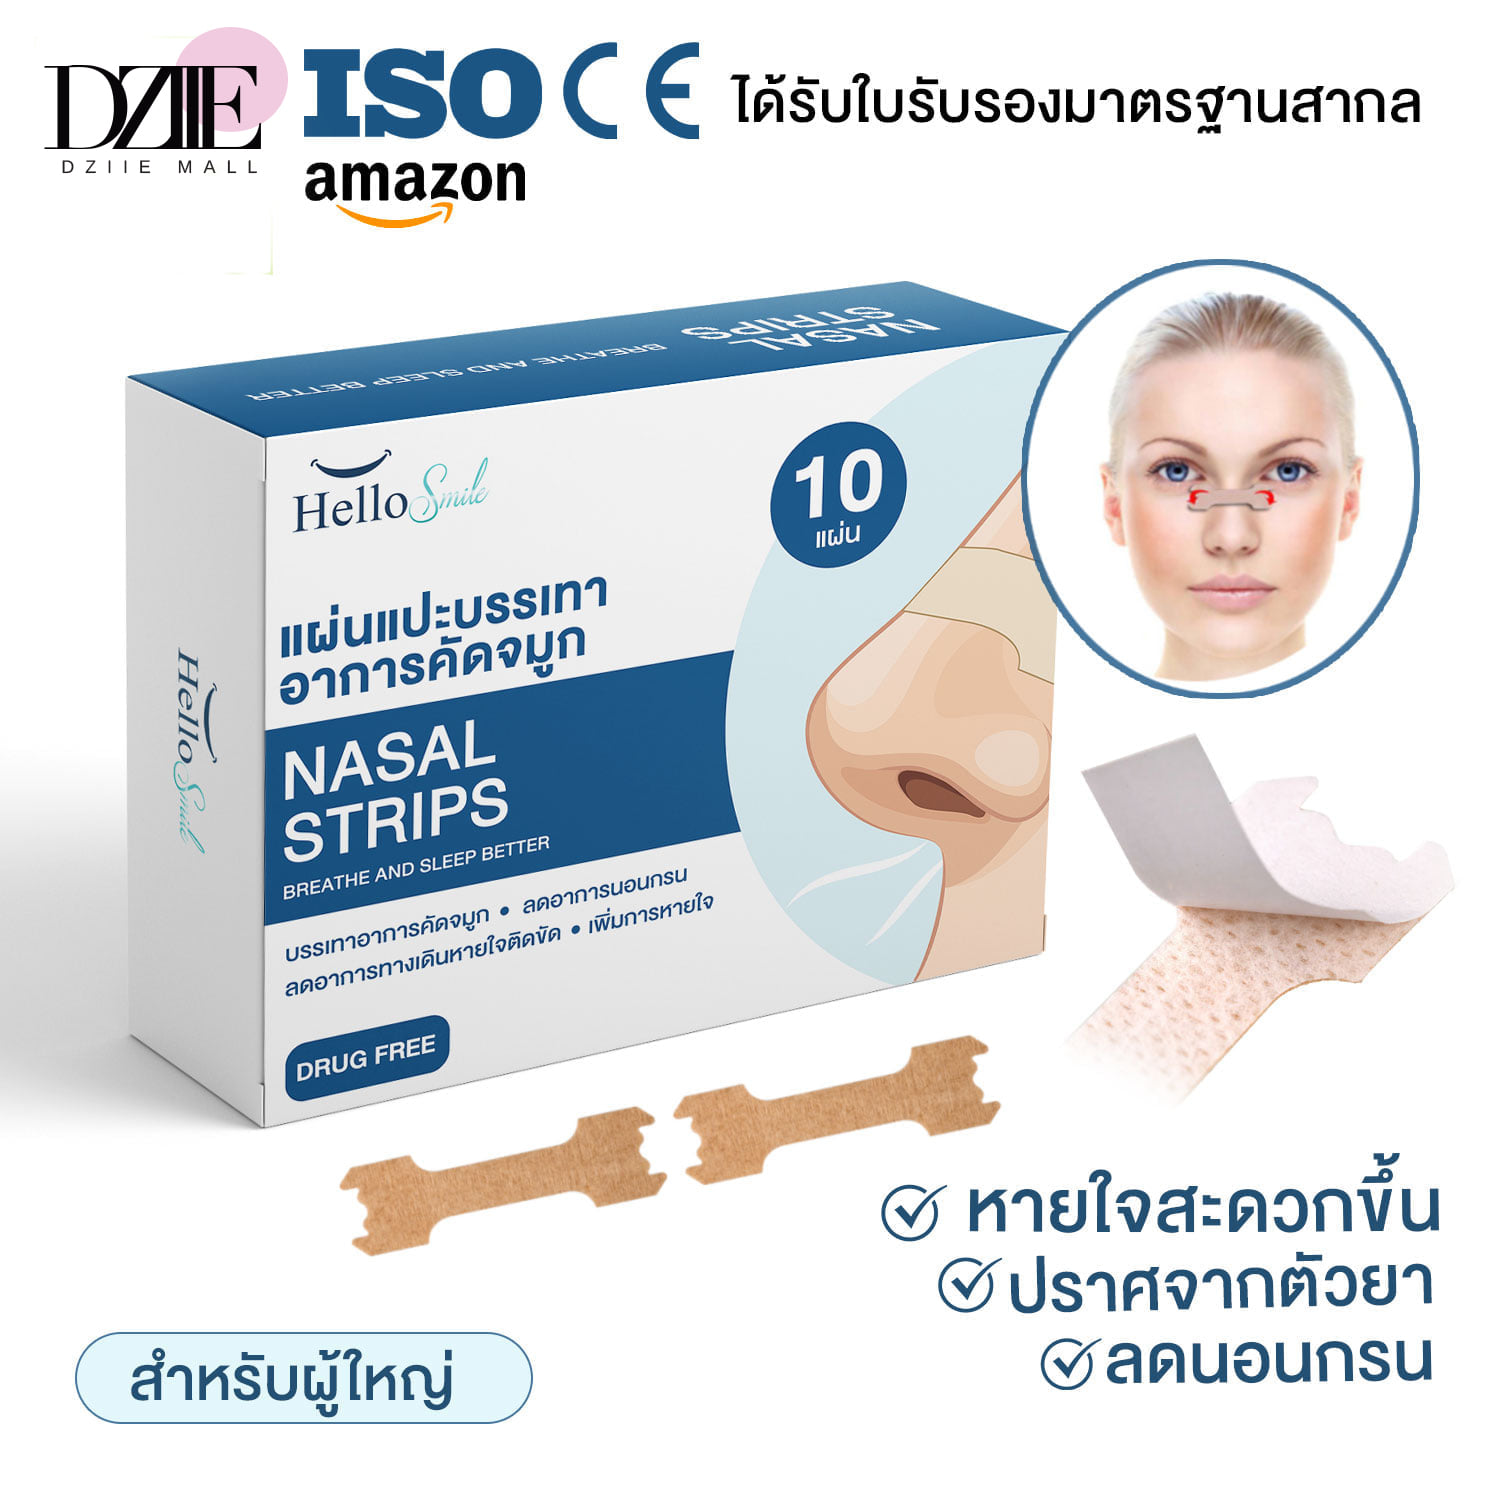 DZIIE
DZIIE MALL
ISO CE
amazon
ได้รับใบรับรองมาตรฐานสากล
NASAL
STRIPS
BREATHE AND SLEEP BETTER
Hello Smile
10
แผ่น
แผ่นแปะบรรเทา
อาการคัดจมูก
NASAL
STRIPS
BREATHE AND SLEEP BETTER
บรรเทาอาการคัดจมูก • ลดอาการนอนกรน
ลดอาการทางเดินหายใจติดขัด • เพิ่มการหายใจ
DRUG FREE
Hello Smile
หายใจสะดวกขึ้น
ปราศจากตัวยา
ลดนอนกรน
สำหรับผู้ใหญ่